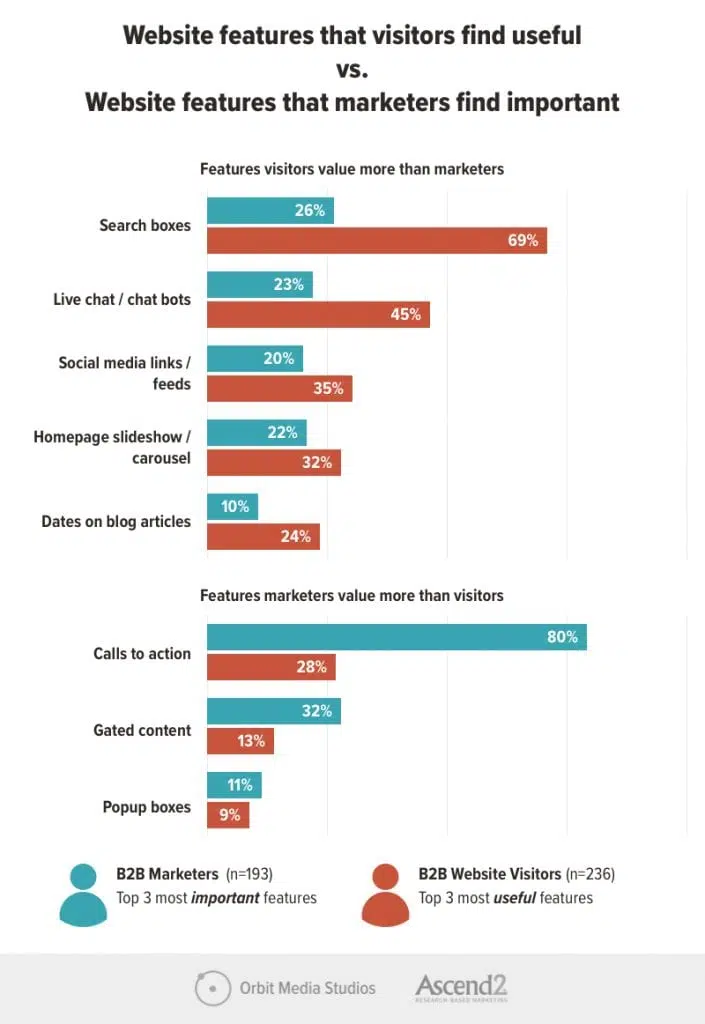 Website features that visitors find useful
vs.
Website features that marketers find important
Features visitors value more than marketers
Search boxes
26%
69%
Live chat / chat bots
23%
45%
Social media links /
feeds
20%
35%
Homepage slideshow /
carousel
22%
32%
Dates on blog articles
10%
24%
Features marketers value more than visitors
Calls to action
80%
28%
Gated content
32%
13%
Popup boxes
11%
9%
B2B Marketers (n=193)
Top 3 most important features
B2B Website Visitors (n=236)
Top 3 most useful features
Orbit Media Studios
Ascend2
RESEARCH-BASED MARKETING